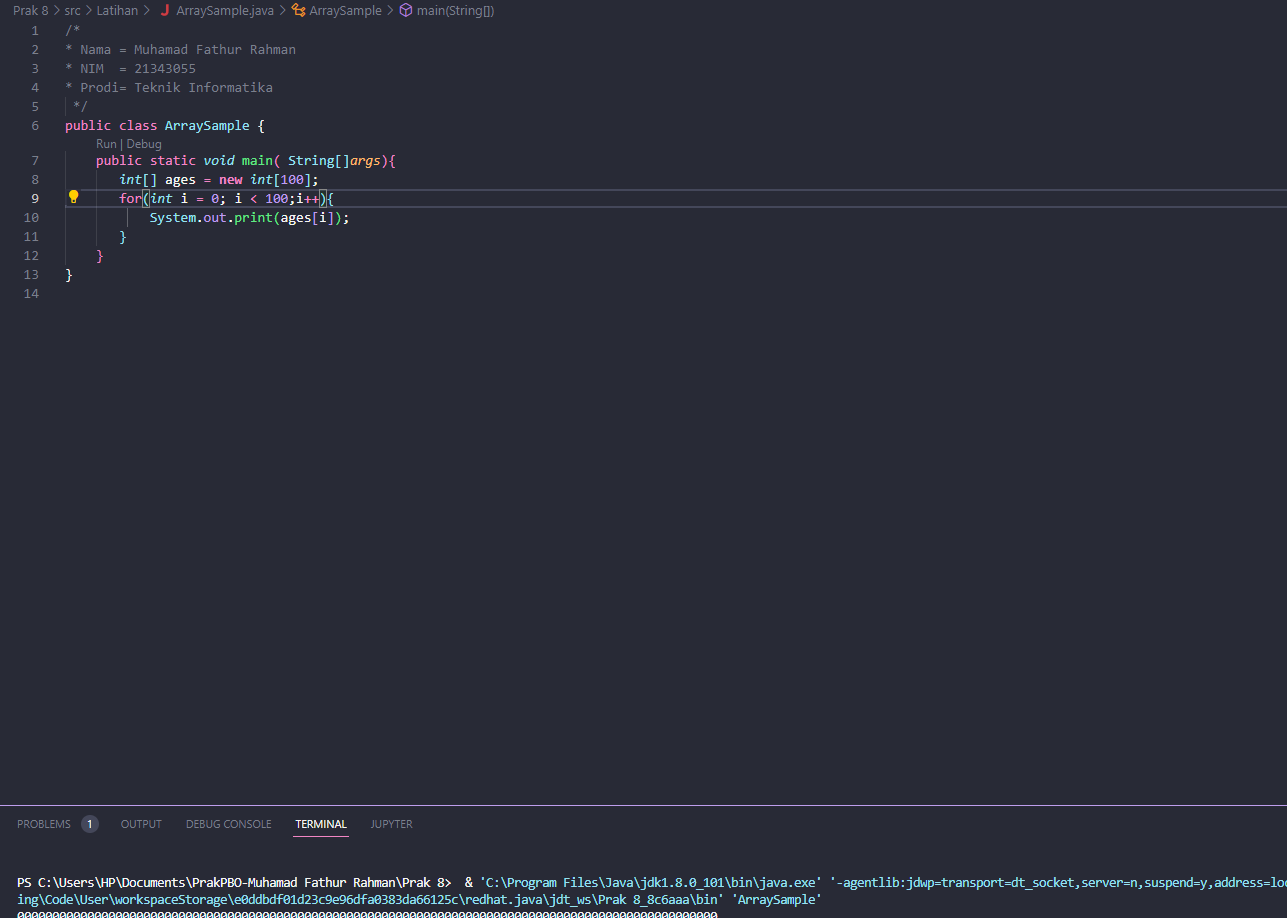 Prak 8 > src > Latihan > J ArraySample.java > ArraySample > main(String[])
1 /*
2 * Nama = Muhamad Fathur Rahman
3 * NIM  = 21343055
4 * Prodi= Teknik Informatika
5  */
6 public class ArraySample {
Run | Debug
7     public static void main( String[]args){
8        int[] ages = new int[100];
9        for(int i = 0; i < 100;i++){
10            System.out.print(ages[i]);
11        }
12     }
13 }
14
PROBLEMS 1 OUTPUT DEBUG CONSOLE TERMINAL JUPYTER
PS C:\Users\HP\Documents\PrakPBO-Muhamad Fathur Rahman\Prak 8>  & 'C:\Program Files\Java\jdk1.8.0_101\bin\java.exe' '-agentlib:jdwp=transport=dt_socket,server=n,suspend=y,address=loc
ing\Code\User\workspaceStorage\e0ddbdf01d23c9e96dfa0383da66125c\redhat.java\jdt_ws\Prak 8_8c6aaa\bin' 'ArraySample'
0000000000000000000000000000000000000000000000000000000000000000000000000000000000000000000000000000